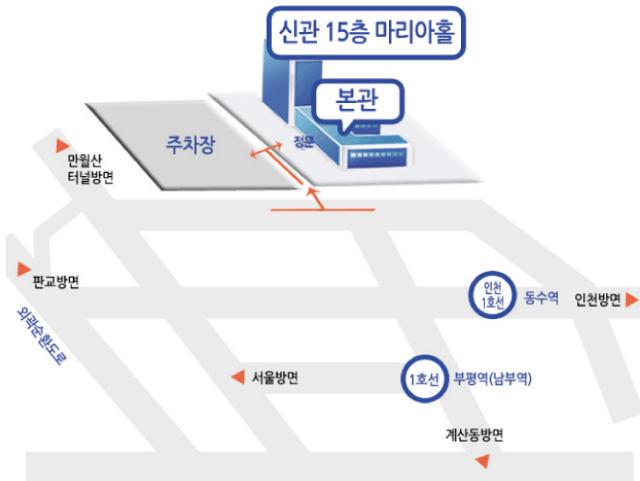 신관 15층 마리아홀
본관
주차장
정문
만월산
터널방면
판교방면
외곽순환도로
인천
1호선
동수역
인천방면
서울방면
1호선
부평역(남부역)
계산동방면